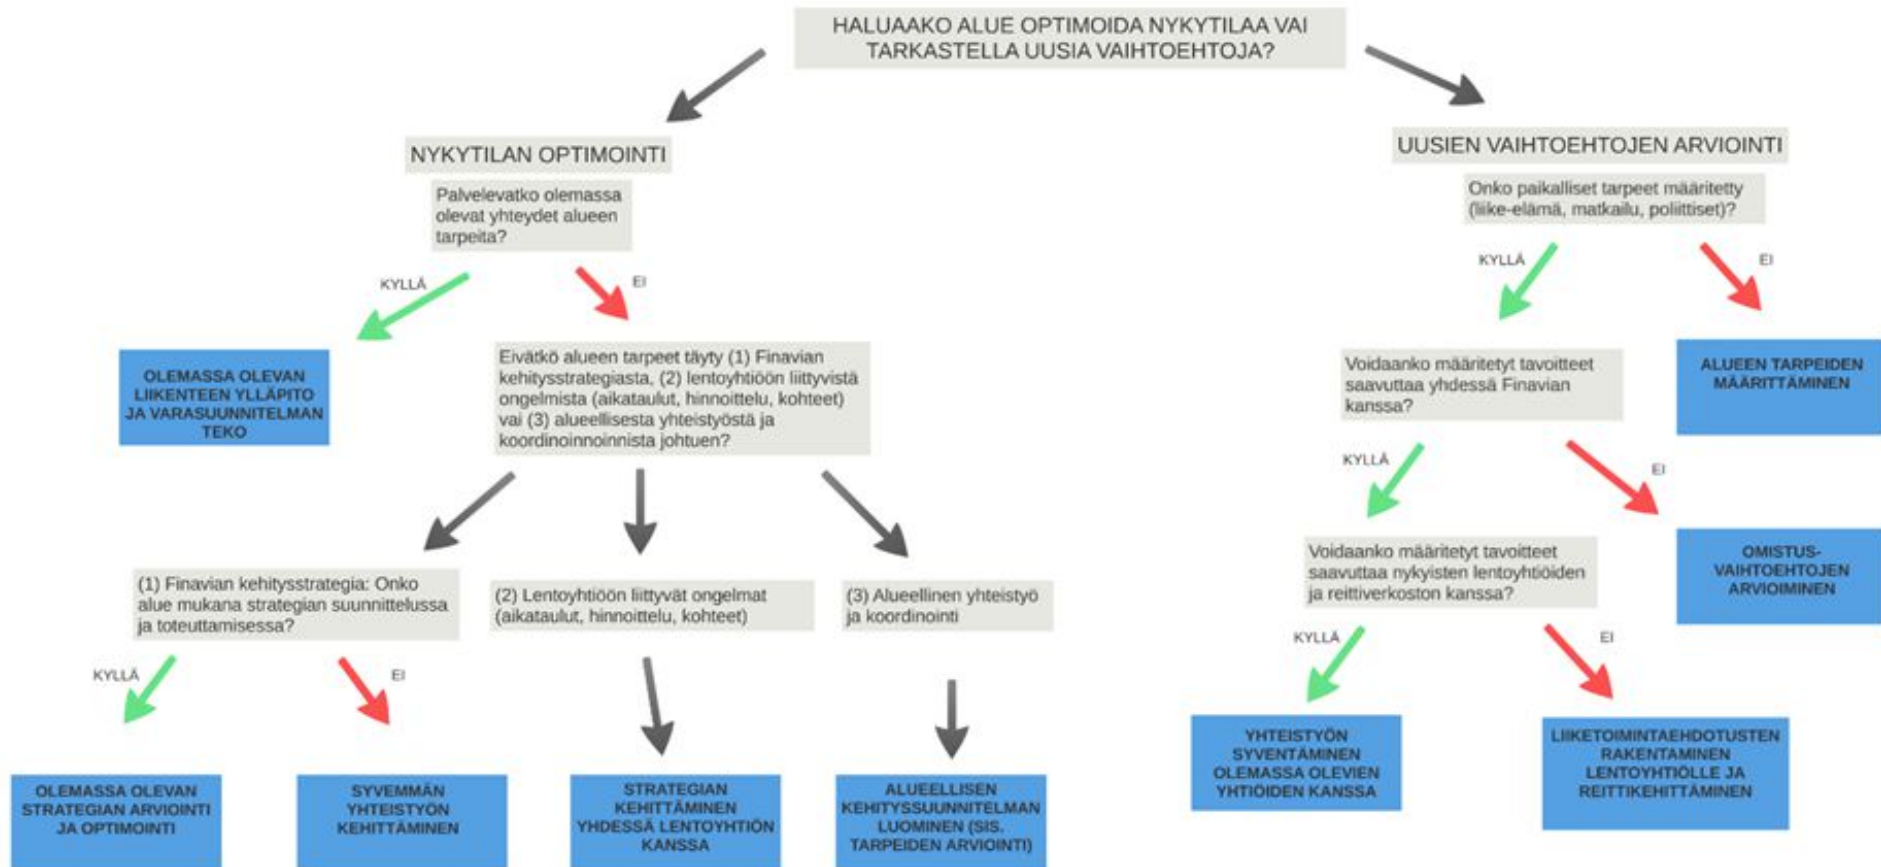 HALUAAKO ALUE OPTIMOIDA NYKYTILAA VAI
TARKASTELLA UUSIA VAIHTOEHTOJA?
NYKYTILAN OPTIMOINTI
Palvelevatko olemassa
olevat yhteydet alueen
tarpeita?
KYLLÄ
EI
OLEMASSA OLEVAN
LIIKENTEEN YLLÄPITO
JA VARASUUNNITELMAN
TEKO
Eivätkö alueen tarpeet täyty (1) Finavian
kehitysstrategiasta, (2) lentoyhtiöön liittyvistä
ongelmista (aikataulut, hinnoittelu, kohteet)
vai (3) alueellisesta yhteistyöstä ja
koordinoinnoinnista johtuen?
(1) Finavian kehitysstrategia: Onko
alue mukana strategian suunnittelussa
ja toteuttamisessa?
(2) Lentoyhtiöön liittyvät ongelmat
(aikataulut, hinnoittelu, kohteet)
(3) Alueellinen yhteistyö
ja koordinointi
KYLLÄ
EI
OLEMASSA OLEVAN
STRATEGIAN ARVIOINTI
JA OPTIMOINTI
SYVEMMÄN
YHTEISTYÖN
KEHITTÄMINEN
STRATEGIAN
KEHITTÄMINEN
YHDESSÄ LENTOYHTIÖN
KANSSA
ALUEELLISEN
KEHITYSSUUNNITELMAN
LUOMINEN (SIS.
TARPEIDEN ARVIOINTI)
UUSIEN VAIHTOEHTOJEN ARVIOINTI
Onko paikalliset tarpeet määritetty
(liike-elämä, matkailu, poliittiset)?
KYLLÄ
EI
Voidaanko määritetyt tavoitteet
saavuttaa yhdessä Finavian
kanssa?
ALUEEN TARPEIDEN
MÄÄRITTÄMINEN
KYLLÄ
EI
Voidaanko määritetyt tavoitteet
saavuttaa nykyisten lentoyhtiöiden
ja reittiverkoston kanssa?
OMISTUS-
VAIHTOEHTOJEN
ARVIOIMINEN
KYLLÄ
EI
YHTEISTYÖN
SYVENTÄMINEN
OLEMASSA OLEVIEN
YHTIÖIDEN KANSSA
LIIKETOIMINTAEHDOTUSTEN
RAKENTAMINEN
LENTOYHTIÖLLE JA
REITTIKEHITTÄMINEN